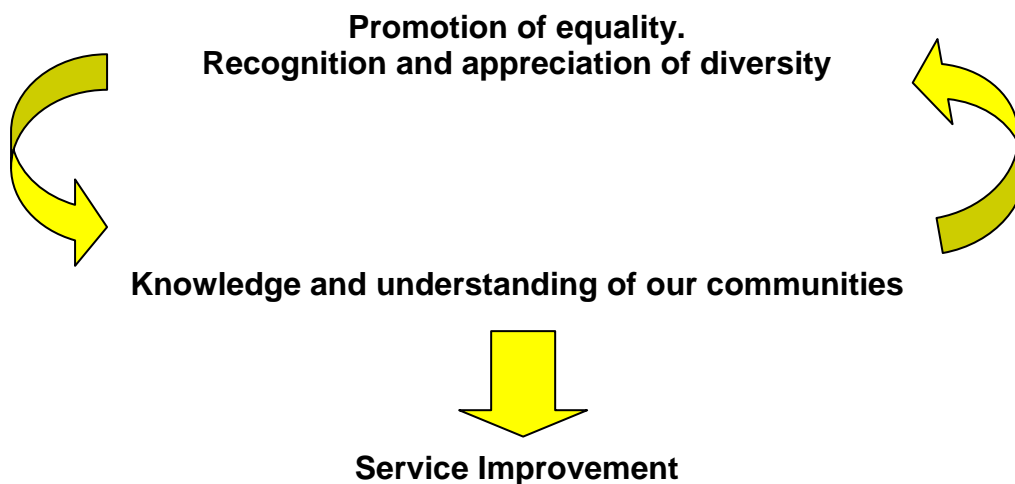 Promotion of equality.
Recognition and appreciation of diversity
Knowledge and understanding of our communities
Service Improvement